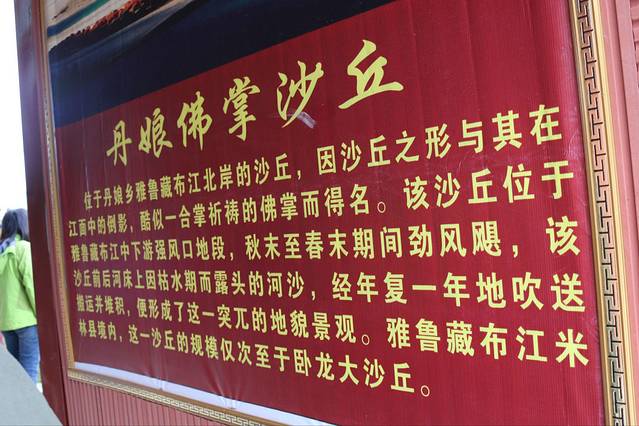 丹娘佛掌沙丘
位于丹娘乡雅鲁藏布江北岸的沙丘，因沙丘之形与其在
江面中的倒影，酷似一合掌祈祷的佛掌而得名。该沙丘位于
雅鲁藏布江中下游强风口地段，秋末至春末期间劲风飓，该
沙丘前后河床上因枯水期而露头的河沙，经年复一年地吹送
搬运并堆积，便形成了这一突兀的地貌景观。雅鲁藏布江米
林县境内，这一沙丘的规模仅次至于卧龙大沙丘。